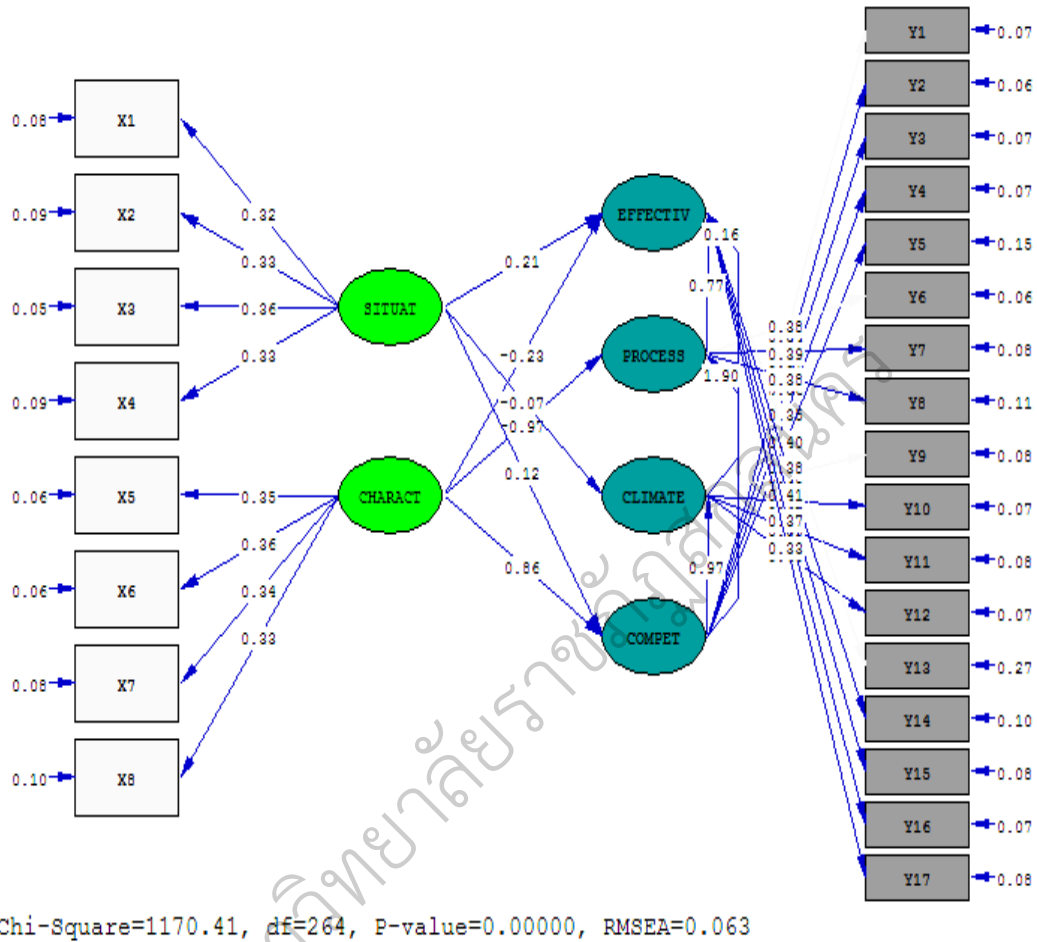 Y1
0.07
Y2
0.06
X1
0.08
Y3
0.07
Y4
0.07
X2
0.09
0.32
EFFECTIV
0.16
Y5
0.15
0.33
0.21
0.77
Y6
0.06
X3
0.05
0.36
SITUAT
0.33
PROCESS
0.38
0.39
Y7
0.08
-0.23
1.90
0.38
X4
0.09
Y8
0.11
-0.07
-0.97
0.40
Y9
0.08
0.12
0.38
X5
0.06
0.35
CHARACT
CLIMATE
0.41
Y10
0.07
0.36
0.37
0.33
Y11
0.08
X6
0.06
0.34
0.86
0.97
Y12
0.07
0.33
COMPET
Y13
0.27
X7
0.08
Y14
0.10
X8
0.10
Y15
0.08
Y16
0.07
Y17
0.08
Chi-Square=1170.41, df=264, P-value=0.00000, RMSEA=0.063